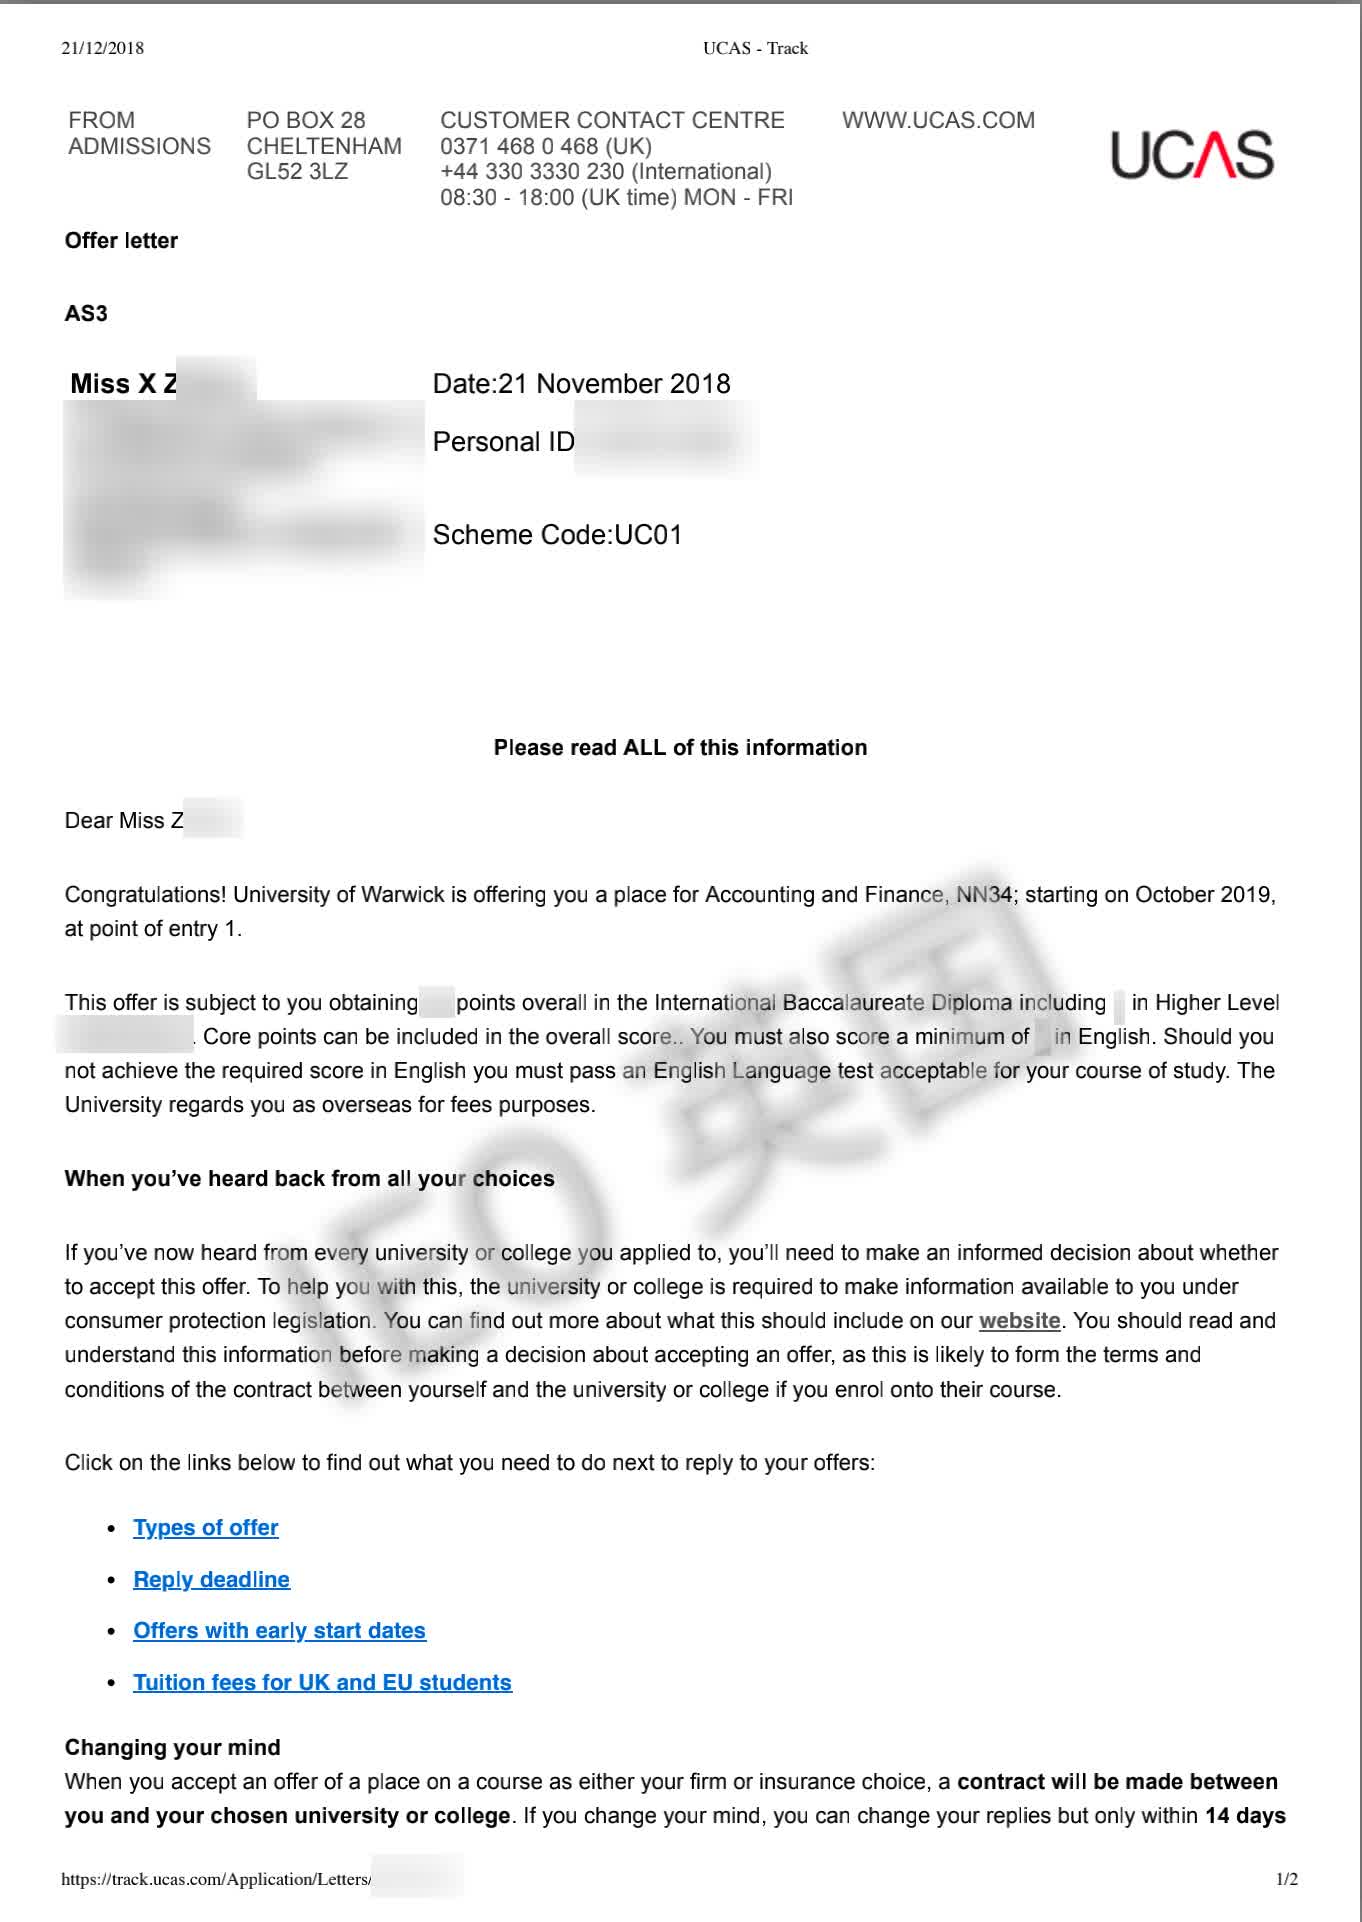 21/12/2018 UCAS - Track
FROM ADMISSIONS
PO BOX 28
CHELTENHAM
GL52 3LZ
CUSTOMER CONTACT CENTRE
0371 468 0 468 (UK)
+44 330 3330 230 (International)
08:30 - 18:00 (UK time) MON - FRI
WWW.UCAS.COM
UCAS
Offer letter
AS3
Miss X Z
Date:21 November 2018
Personal ID
Scheme Code:UC01
Please read ALL of this information
Dear Miss Z
Congratulations! University of Warwick is offering you a place for Accounting and Finance, NN34; starting on October 2019,
at point of entry 1.
This offer is subject to you obtaining points overall in the International Baccalaureate Diploma including in Higher Level
. Core points can be included in the overall score.. You must also score a minimum of in English. Should you
not achieve the required score in English you must pass an English Language test acceptable for your course of study. The
University regards you as overseas for fees purposes.
When you’ve heard back from all your choices
If you’ve now heard from every university or college you applied to, you’ll need to make an informed decision about whether
to accept this offer. To help you with this, the university or college is required to make information available to you under
consumer protection legislation. You can find out more about what this should include on our website. You should read and
understand this information before making a decision about accepting an offer, as this is likely to form the terms and
conditions of the contract between yourself and the university or college if you enrol onto their course.
Click on the links below to find out what you need to do next to reply to your offers:
• Types of offer
• Reply deadline
• Offers with early start dates
• Tuition fees for UK and EU students
Changing your mind
When you accept an offer of a place on a course as either your firm or insurance choice, a contract will be made between
you and your chosen university or college. If you change your mind, you can change your replies but only within 14 days
https://track.ucas.com/Application/Letters/
1/2
IEO 英国